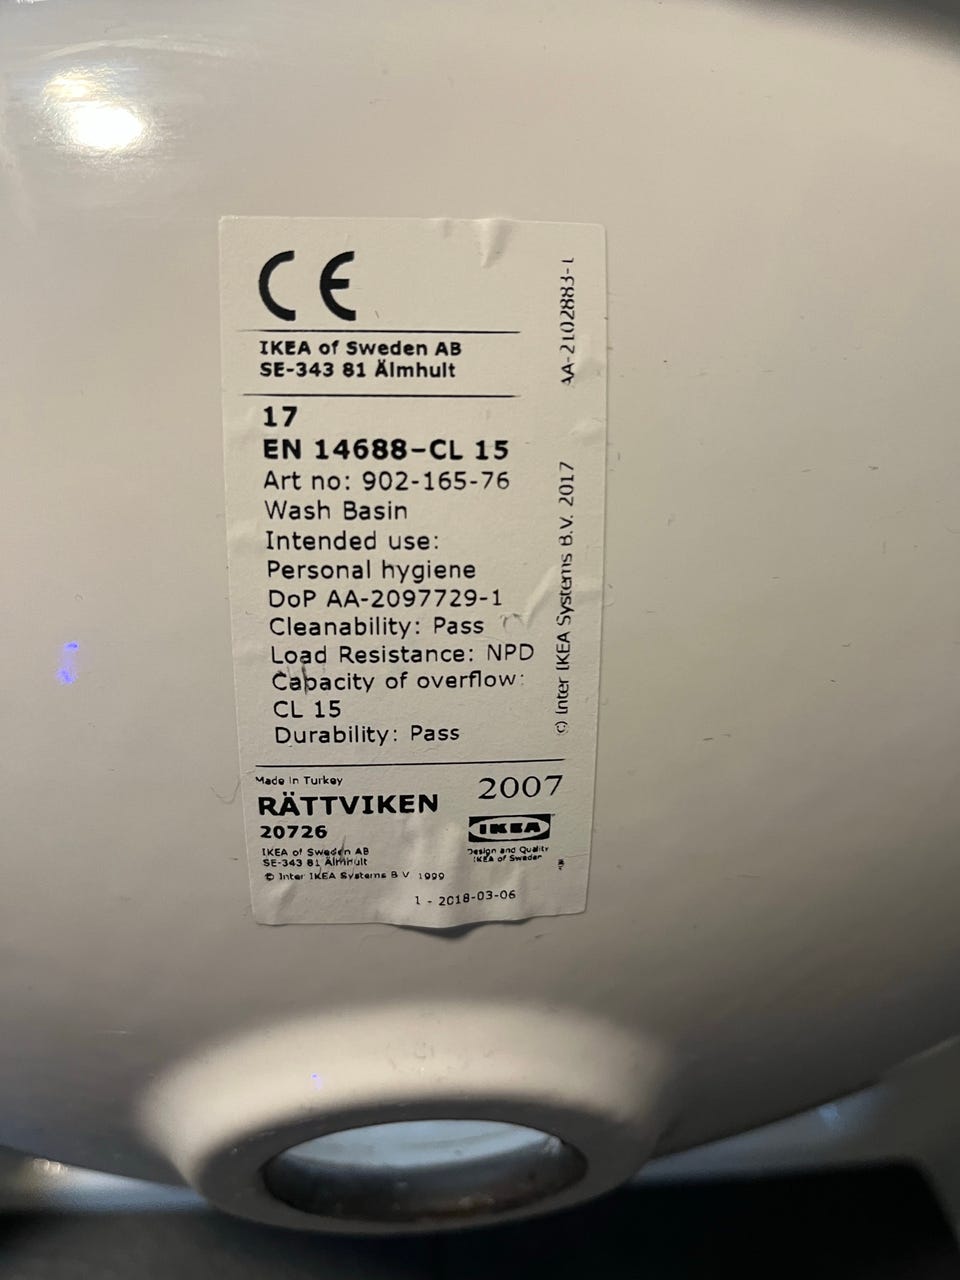 CE
IKEA of Sweden AB
SE-343 81 Älmhult
17
EN 14688-CL 15
Art no: 902-165-76
Wash Basin
Intended use:
Personal hygiene
DoP AA-2097729-1
Cleanability: Pass
Load Resistance: NPD
Capacity of overflow:
CL 15
Durability: Pass
AA-2102883-1
© Inter IKEA Systems B.V. 2017
Made in Turkey
RÄTTVIKEN
20726
IKEA of Sweden AB
SE-343 81 Älmhult
© Inter IKEA Systems B V 1999
2007
IKEA
Design and Quality
IKEA of Sweden
1 - 2018-03-06